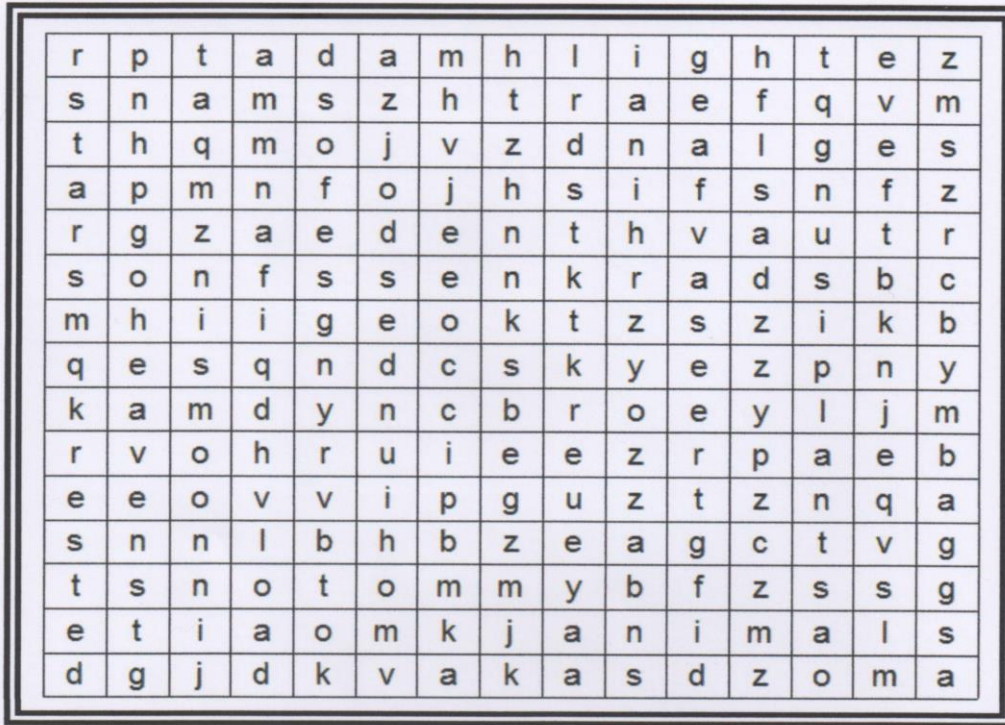 r p t a d a m h l i g h t e z
s n a m s z h t r a e f q v m
t h q m o j v z d n a l g e s
a p m n f o j h s i f s n f z
r g z a e d e n t h v a u t r
s o n f s s e n k r a d s b c
m h i i g e o k t z s z i k b
q e s q n d c s k y e z p n y
k a m d y n c b r o e y l j m
r v o h r u i e e z r p a e b
e e o v v i p g u z t z n q a
s n n l b h b z e a g c t v g
t s n o t o m m y b f z s s g
e t i a o m k j a n i m a l s
d g j d k v a k a s d z o m a